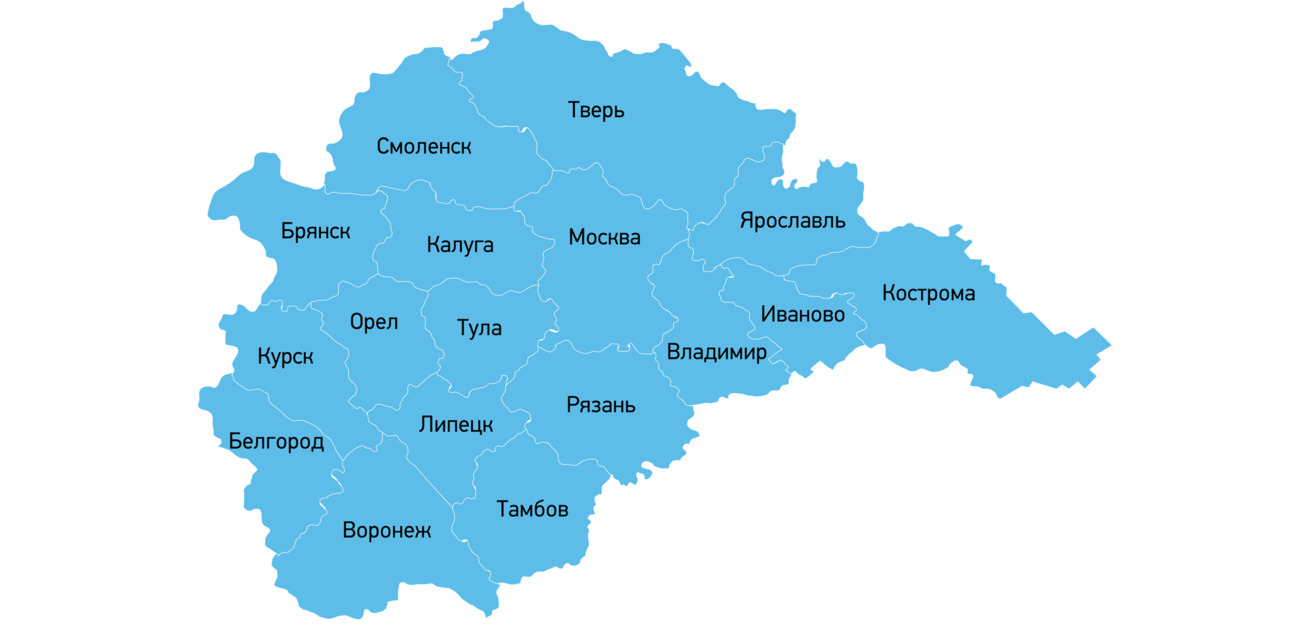 Тверь
Смоленск
Ярославль
Брянск
Москва
Калуга
Кострома
Иваново
Орел
Тула
Владимир
Курск
Рязань
Липецк
Белгород
Тамбов
Воронеж